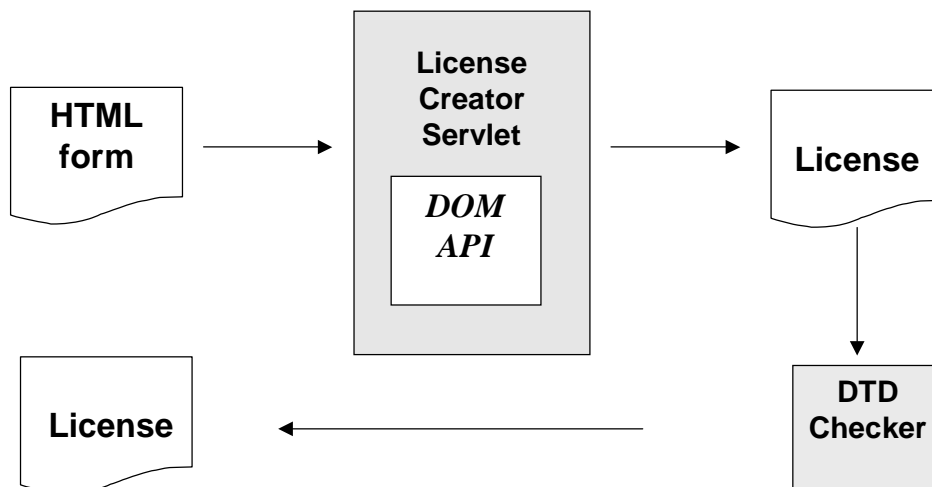 HTML
form
License
Creator
Servlet
DOM
API
License
DTD
Checker
License